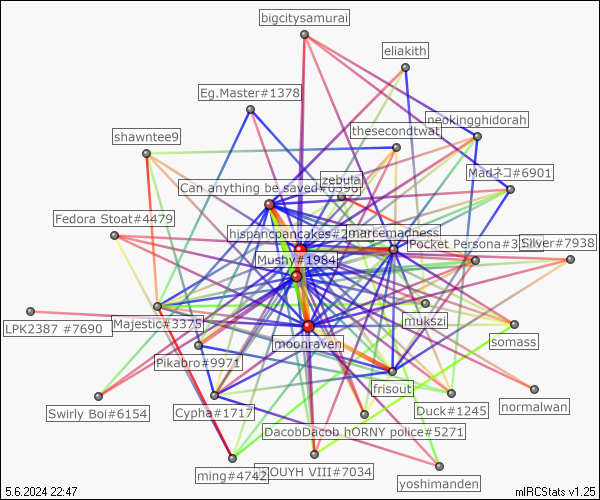 bigcitysamurai
eliakith
Eg.Master#1378
neokingghidorah
thesecondtwat
shawntee9
Madネコ#6901
zebula
Can anything be saved#0596
Fedora Stoat#4479
hispancpancakes#2
marcemadness
Pocket Persona#3
Silver#7938
Mushy#1984
LPK2387 #7690
Majestic#3375
mukszi
moonraven
somass
Pikabro#9971
frisout
Swirly Boi#6154
Cypha#1717
Duck#1245
normalwan
DacobDacob hORNY police#5271
ming#4742
OUYH VIII#7034
yoshimanden
5.6.2024 22:47
mIRCStats v1.25